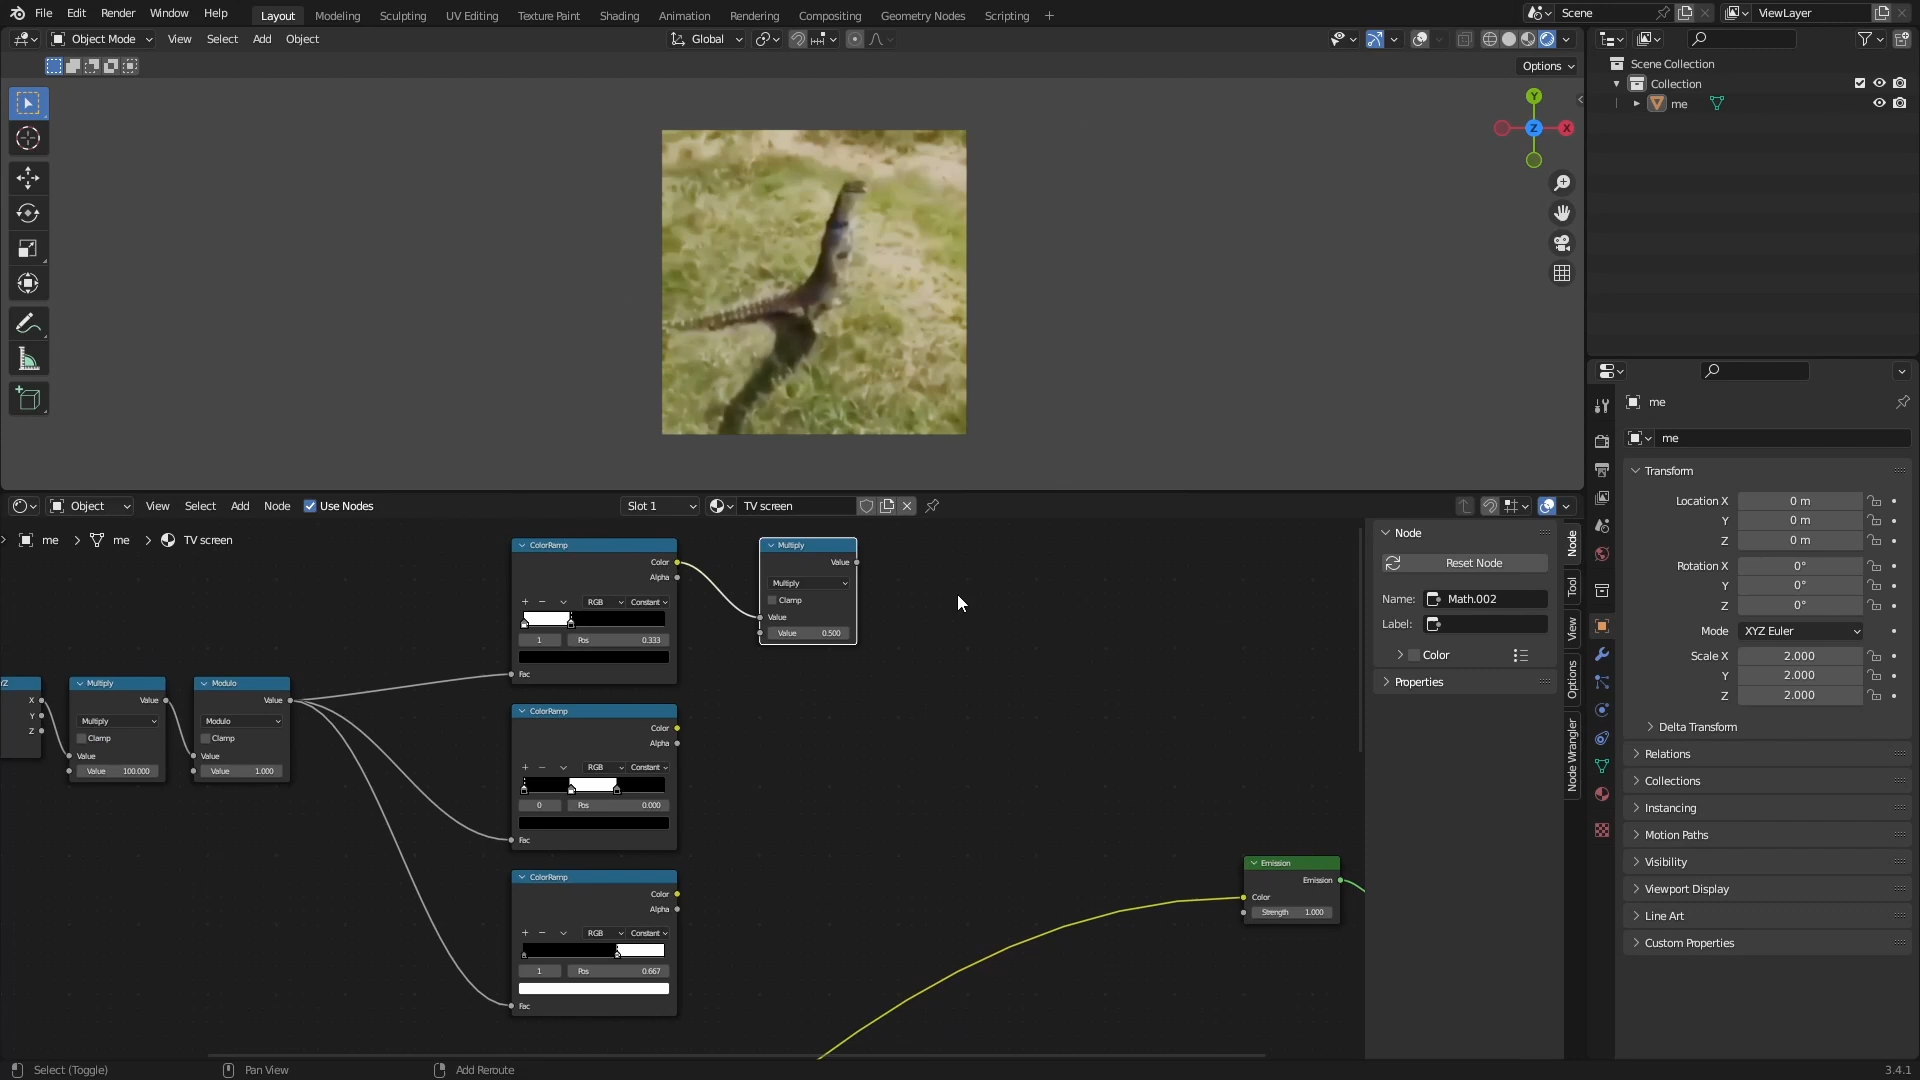 File Edit Render Window Help Layout Modeling Sculpting UV Editing Texture Paint Shading Animation Rendering Compositing Geometry Nodes Scripting + Scene ViewLayer
Object Mode View Select Add Object Global
Options
Y
Z X
Scene Collection
Collection
me
me
me
Transform
Location X 0 m
Y 0 m
Z 0 m
Rotation X 0°
Y 0°
Z 0°
Mode XYZ Euler
Scale X 2.000
Y 2.000
Z 2.000
Delta Transform
Relations
Collections
Instancing
Motion Paths
Visibility
Viewport Display
Line Art
Custom Properties
Object View Select Add Node Use Nodes Slot 1 TV screen
me > me > TV screen
YZ
X
Y
Z
Multiply
Value
Multiply
Clamp
Value
Value 100.000
Modulo
Value
Modulo
Clamp
Value
Value 1.000
ColorRamp
Color
Alpha
RGB Constant
1 Pos 0.333
Fac
ColorRamp
Color
Alpha
RGB Constant
0 Pos 0.000
Fac
ColorRamp
Color
Alpha
RGB Constant
1 Pos 0.667
Fac
Multiply
Value
Multiply
Clamp
Value
Value 0.500
Emission
Emission
Color
Strength 1.000
Node
Reset Node
Name: Math.002
Label:
Color
Properties
Node
Tool
View
Options
Node Wrangler
Select (Toggle) Pan View Add Reroute 3.4.1